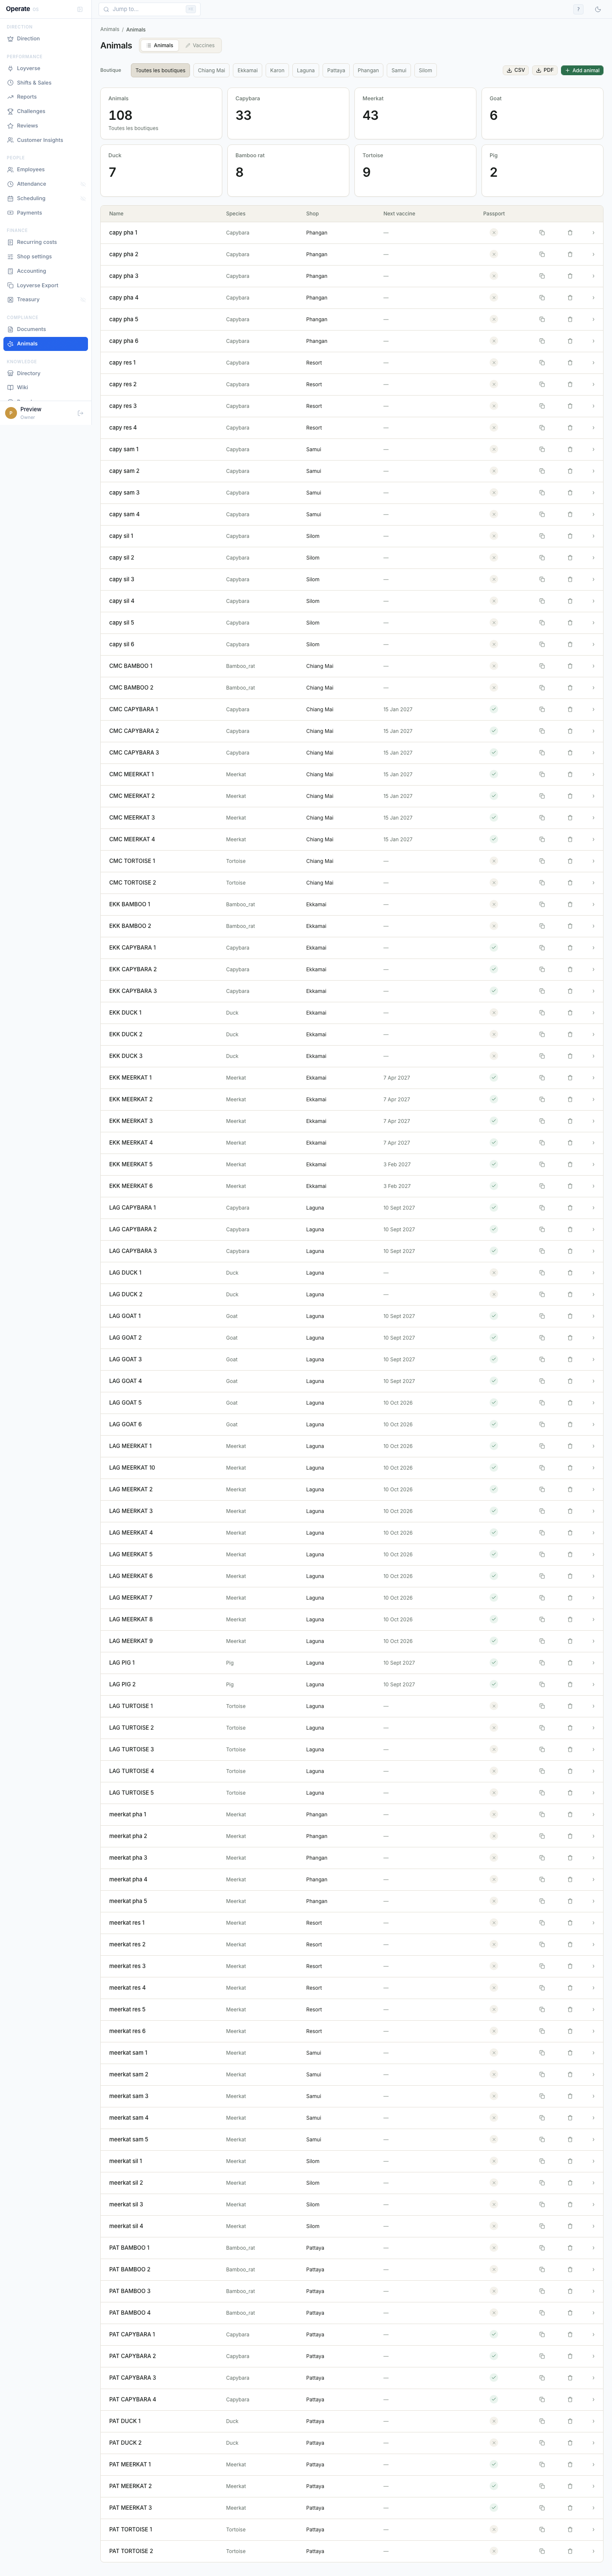 Operate
Jump to...
?
DIRECTION
Direction
PERFORMANCE
Loyverse
Shifts & Sales
Reports
Challenges
Reviews
Customer Insights
PEOPLE
Employees
Attendance
Scheduling
Payments
FINANCE
Recurring costs
Shop settings
Accounting
Loyverse Export
Treasury
COMPLIANCE
Documents
Animals
KNOWLEDGE
Directory
Wiki
P
Preview
Owner
Animals / Animals
Animals
Animals
Vaccines
Boutique Toutes les boutiques Chiang Mai Ekkamai Karon Laguna Pattaya Phangan Samui Silom
CSV PDF + Add animal
Animals
108
Toutes les boutiques
Capybara
33
Meerkat
43
Goat
6
Duck
7
Bamboo rat
8
Tortoise
9
Pig
2
Name Species Shop Next vaccine Passport
capy pha 1 Capybara Phangan —
capy pha 2 Capybara Phangan —
capy pha 3 Capybara Phangan —
capy pha 4 Capybara Phangan —
capy pha 5 Capybara Phangan —
capy pha 6 Capybara Phangan —
capy res 1 Capybara Resort —
capy res 2 Capybara Resort —
capy res 3 Capybara Resort —
capy res 4 Capybara Resort —
capy sam 1 Capybara Samui —
capy sam 2 Capybara Samui —
capy sam 3 Capybara Samui —
capy sam 4 Capybara Samui —
capy sil 1 Capybara Silom —
capy sil 2 Capybara Silom —
capy sil 3 Capybara Silom —
capy sil 4 Capybara Silom —
capy sil 5 Capybara Silom —
capy sil 6 Capybara Silom —
CMC BAMBOO 1 Bamboo_rat Chiang Mai —
CMC BAMBOO 2 Bamboo_rat Chiang Mai —
CMC CAPYBARA 1 Capybara Chiang Mai 15 Jan 2027
CMC CAPYBARA 2 Capybara Chiang Mai 15 Jan 2027
CMC CAPYBARA 3 Capybara Chiang Mai 15 Jan 2027
CMC MEERKAT 1 Meerkat Chiang Mai 15 Jan 2027
CMC MEERKAT 2 Meerkat Chiang Mai 15 Jan 2027
CMC MEERKAT 3 Meerkat Chiang Mai 15 Jan 2027
CMC MEERKAT 4 Meerkat Chiang Mai 15 Jan 2027
CMC TORTOISE 1 Tortoise Chiang Mai —
CMC TORTOISE 2 Tortoise Chiang Mai —
EKK BAMBOO 1 Bamboo_rat Ekkamai —
EKK BAMBOO 2 Bamboo_rat Ekkamai —
EKK CAPYBARA 1 Capybara Ekkamai —
EKK CAPYBARA 2 Capybara Ekkamai —
EKK CAPYBARA 3 Capybara Ekkamai —
EKK DUCK 1 Duck Ekkamai —
EKK DUCK 2 Duck Ekkamai —
EKK DUCK 3 Duck Ekkamai —
EKK MEERKAT 1 Meerkat Ekkamai 7 Apr 2027
EKK MEERKAT 2 Meerkat Ekkamai 7 Apr 2027
EKK MEERKAT 3 Meerkat Ekkamai 7 Apr 2027
EKK MEERKAT 4 Meerkat Ekkamai 7 Apr 2027
EKK MEERKAT 5 Meerkat Ekkamai 3 Feb 2027
EKK MEERKAT 6 Meerkat Ekkamai 3 Feb 2027
LAG CAPYBARA 1 Capybara Laguna 10 Sept 2027
LAG CAPYBARA 2 Capybara Laguna 10 Sept 2027
LAG CAPYBARA 3 Capybara Laguna 10 Sept 2027
LAG DUCK 1 Duck Laguna —
LAG DUCK 2 Duck Laguna —
LAG GOAT 1 Goat Laguna 10 Sept 2027
LAG GOAT 2 Goat Laguna 10 Sept 2027
LAG GOAT 3 Goat Laguna 10 Sept 2027
LAG GOAT 4 Goat Laguna 10 Sept 2027
LAG GOAT 5 Goat Laguna 10 Oct 2026
LAG GOAT 6 Goat Laguna 10 Oct 2026
LAG MEERKAT 1 Meerkat Laguna 10 Oct 2026
LAG MEERKAT 10 Meerkat Laguna 10 Oct 2026
LAG MEERKAT 2 Meerkat Laguna 10 Oct 2026
LAG MEERKAT 3 Meerkat Laguna 10 Oct 2026
LAG MEERKAT 4 Meerkat Laguna 10 Oct 2026
LAG MEERKAT 5 Meerkat Laguna 10 Oct 2026
LAG MEERKAT 6 Meerkat Laguna 10 Oct 2026
LAG MEERKAT 7 Meerkat Laguna 10 Oct 2026
LAG MEERKAT 8 Meerkat Laguna 10 Oct 2026
LAG MEERKAT 9 Meerkat Laguna 10 Oct 2026
LAG PIG 1 Pig Laguna 10 Sept 2027
LAG PIG 2 Pig Laguna 10 Sept 2027
LAG TURTOISE 1 Tortoise Laguna —
LAG TURTOISE 2 Tortoise Laguna —
LAG TURTOISE 3 Tortoise Laguna —
LAG TURTOISE 4 Tortoise Laguna —
LAG TURTOISE 5 Tortoise Laguna —
meerkat pha 1 Meerkat Phangan —
meerkat pha 2 Meerkat Phangan —
meerkat pha 3 Meerkat Phangan —
meerkat pha 4 Meerkat Phangan —
meerkat pha 5 Meerkat Phangan —
meerkat res 1 Meerkat Resort —
meerkat res 2 Meerkat Resort —
meerkat res 3 Meerkat Resort —
meerkat res 4 Meerkat Resort —
meerkat res 5 Meerkat Resort —
meerkat res 6 Meerkat Resort —
meerkat sam 1 Meerkat Samui —
meerkat sam 2 Meerkat Samui —
meerkat sam 3 Meerkat Samui —
meerkat sam 4 Meerkat Samui —
meerkat sam 5 Meerkat Samui —
meerkat sil 1 Meerkat Silom —
meerkat sil 2 Meerkat Silom —
meerkat sil 3 Meerkat Silom —
meerkat sil 4 Meerkat Silom —
PAT BAMBOO 1 Bamboo_rat Pattaya —
PAT BAMBOO 2 Bamboo_rat Pattaya —
PAT BAMBOO 3 Bamboo_rat Pattaya —
PAT BAMBOO 4 Bamboo_rat Pattaya —
PAT CAPYBARA 1 Capybara Pattaya —
PAT CAPYBARA 2 Capybara Pattaya —
PAT CAPYBARA 3 Capybara Pattaya —
PAT CAPYBARA 4 Capybara Pattaya —
PAT DUCK 1 Duck Pattaya —
PAT DUCK 2 Duck Pattaya —
PAT MEERKAT 1 Meerkat Pattaya —
PAT MEERKAT 2 Meerkat Pattaya —
PAT MEERKAT 3 Meerkat Pattaya —
PAT TORTOISE 1 Tortoise Pattaya —
PAT TORTOISE 2 Tortoise Pattaya —